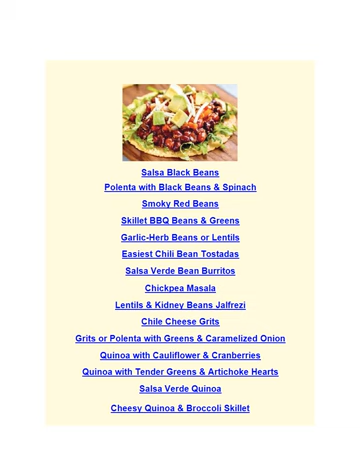 Salsa Black Beans
Polenta with Black Beans & Spinach
Smoky Red Beans
Skillet BBQ Beans & Greens
Garlic-Herb Beans or Lentils
Easiest Chili Bean Tostadas
Salsa Verde Bean Burritos
Chickpea Masala
Lentils & Kidney Beans Jalfrezi
Chile Cheese Grits
Grits or Polenta with Greens & Caramelized Onion
Quinoa with Cauliflower & Cranberries
Quinoa with Tender Greens & Artichoke Hearts
Salsa Verde Quinoa
Cheesy Quinoa & Broccoli Skillet